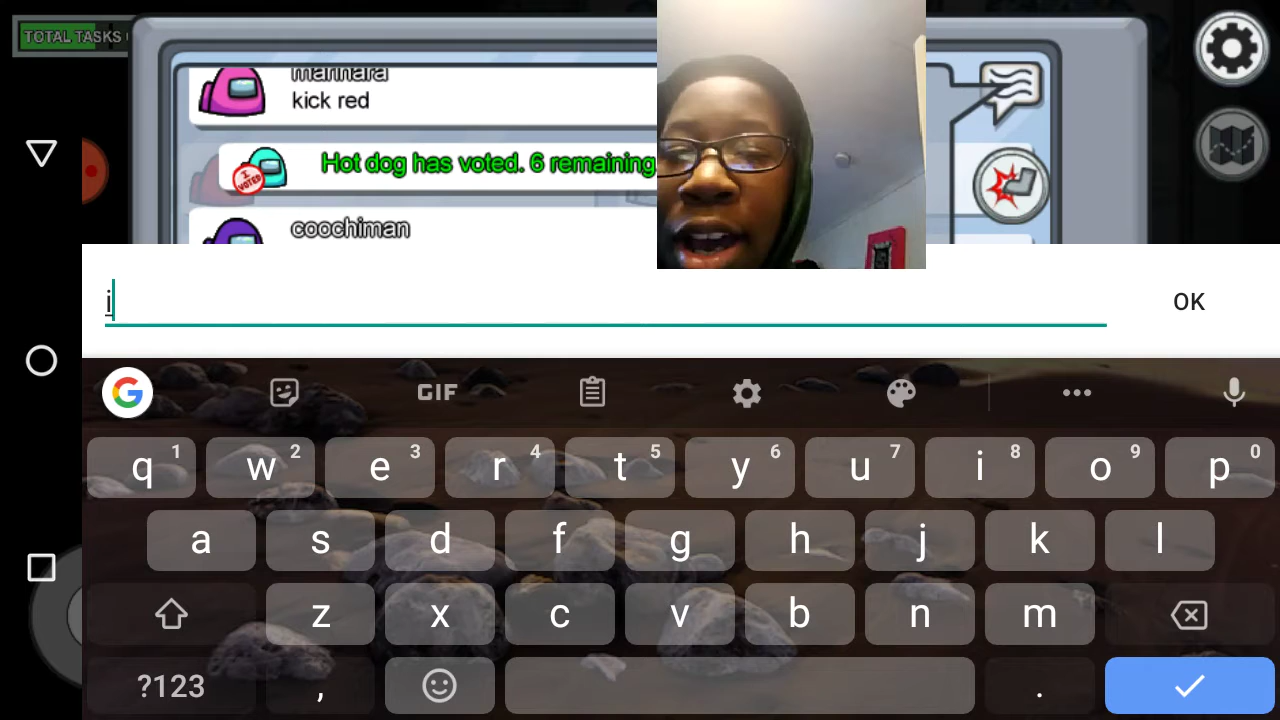 TOTAL TASKS
marinara
kick red
I VOTED
Hot dog has voted. 6 remaining
coochiman
i
OK
GIF
q 1 w 2 e 3 r 4 t 5 y 6 u 7 i 8 o 9 p 0
a s d f g h j k l
z x c v b n m
?123 , .